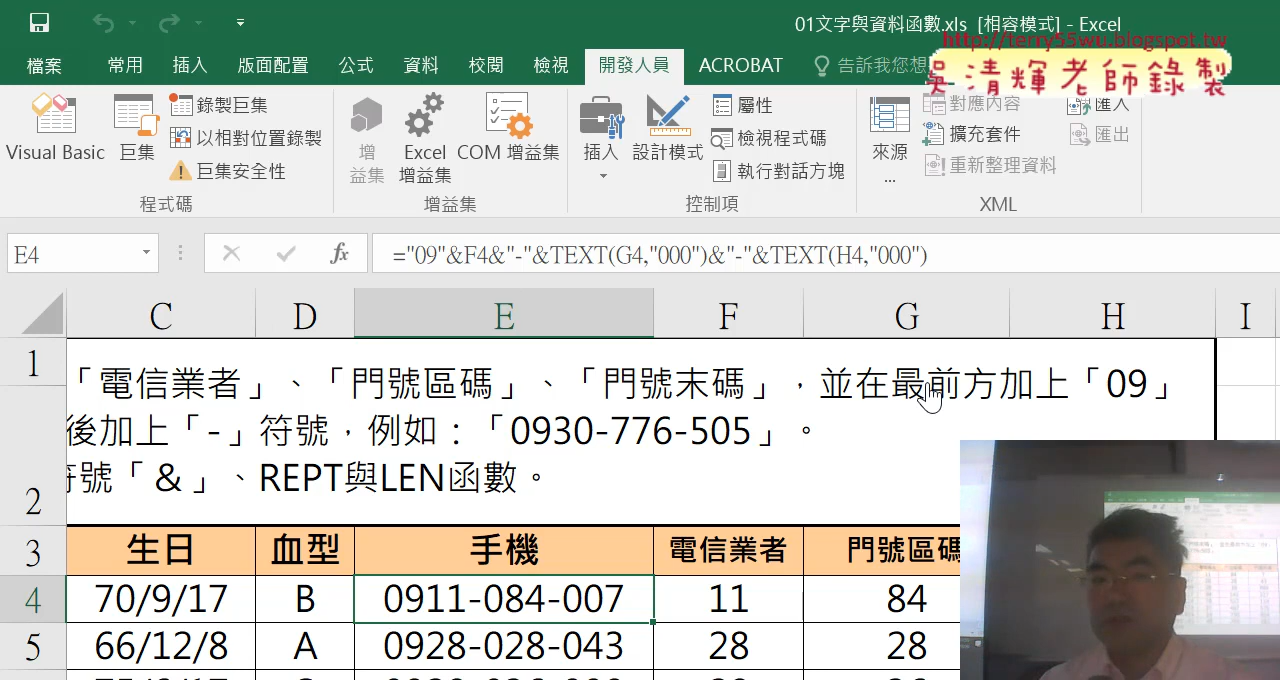 01文字與資料函數.xls [相容模式] - Excel
http://terry55wu.blogspot.tw
吳清輝老師錄製
檔案 常用 插入 版面配置 公式 資料 校閱 檢視 開發人員 ACROBAT 告訴我您想
Visual Basic
巨集
錄製巨集
以相對位置錄製
巨集安全性
程式碼
增益集
Excel 增益集
COM 增益集
增益集
插入
設計模式
屬性
檢視程式碼
執行對話方塊
控制項
來源
...
對應內容
擴充套件
重新整理資料
匯入
匯出
XML
E4 fx ="09"&F4&"-"&TEXT(G4,"000")&"-"&TEXT(H4,"000")
C D E F G H I
1 「電信業者」、「門號區碼」、「門號末碼」，並在最前方加上「09」
後加上「-」符號，例如：「0930-776-505」。
2 符號「&」、REPT與LEN函數。
3 生日 血型 手機 電信業者 門號區碼
4 70/9/17 B 0911-084-007 11 84
5 66/12/8 A 0928-028-043 28 28